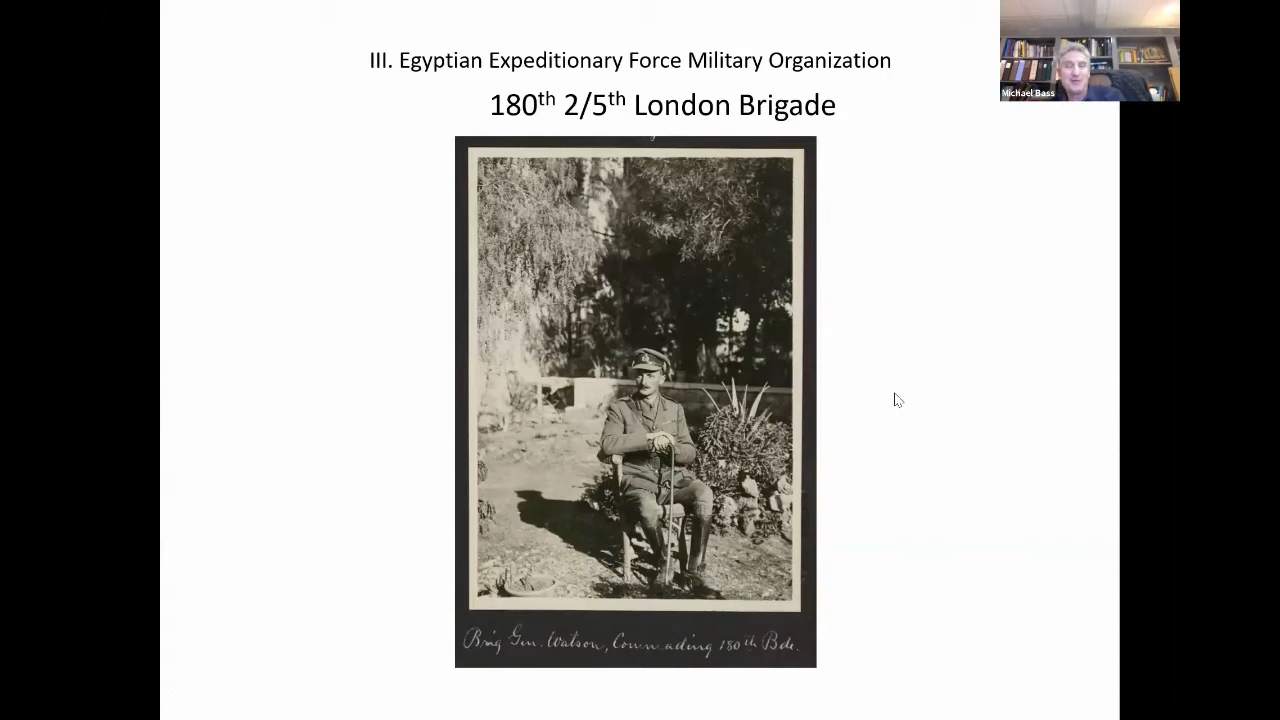 III. Egyptian Expeditionary Force Military Organization
180th 2/5th London Brigade
Michael Bass
Brig Gen. Watson, Commanding 180th Bde.